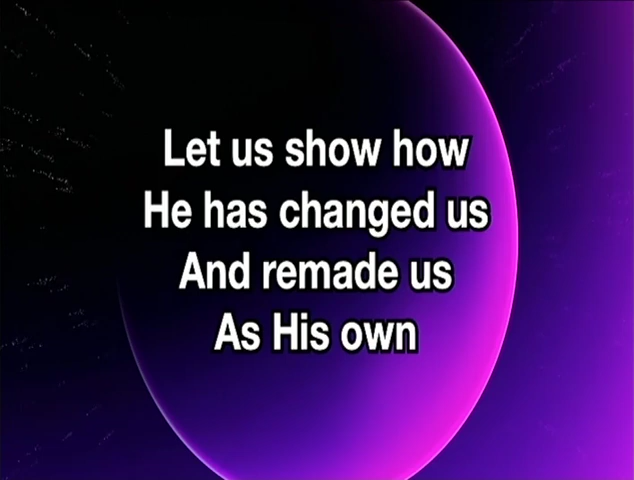 Let us show how
He has changed us
And remade us
As His own